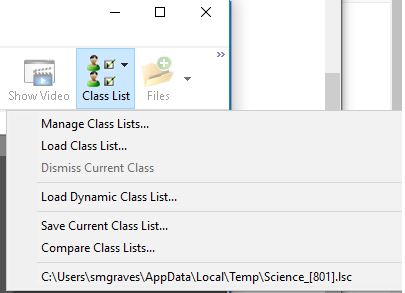 »
Show Video Class List Files
Manage Class Lists...
Load Class List...
Dismiss Current Class
Load Dynamic Class List...
Save Current Class List...
Compare Class Lists...
C:\Users\smgraves\AppData\Local\Temp\Science_[801].lsc